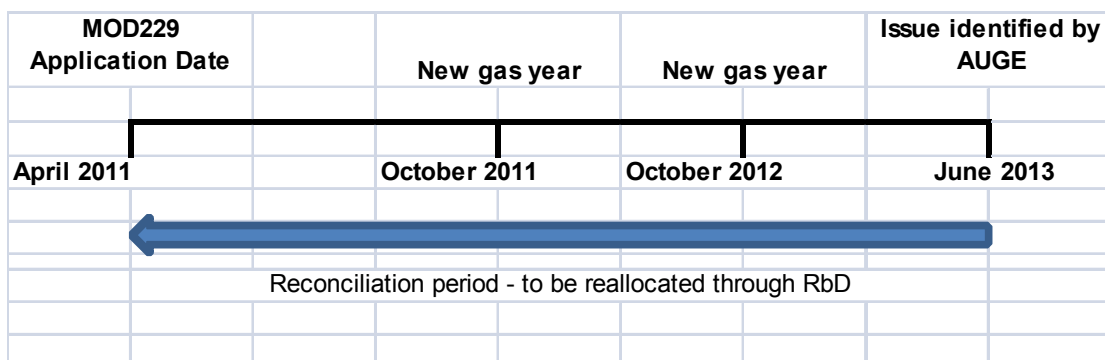 MOD229
Application Date
New gas year
New gas year
Issue identified by
AUGE
April 2011
October 2011
October 2012
June 2013
Reconciliation period - to be reallocated through RbD